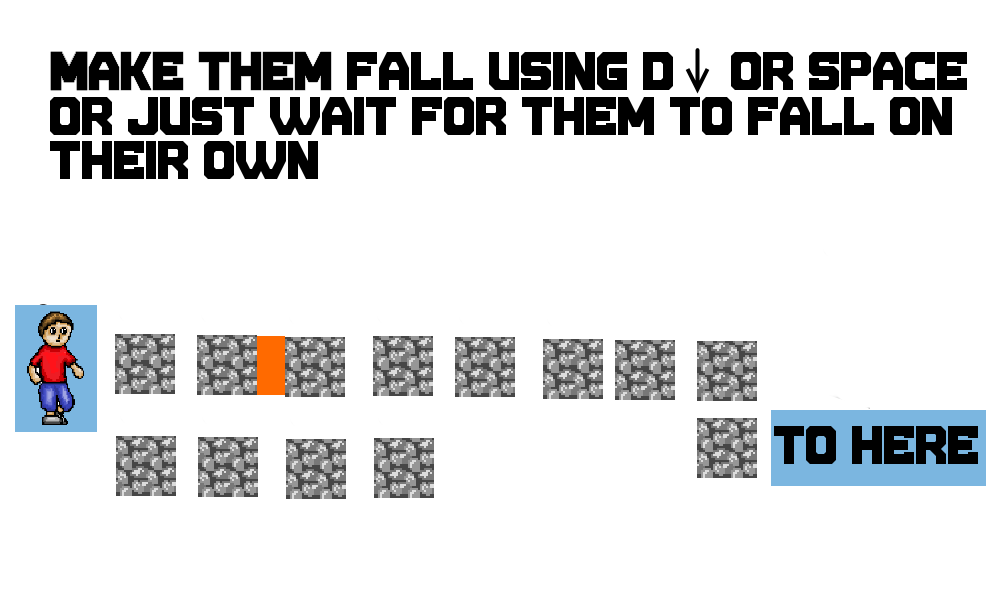 MAKE THEM FALL USING D ↓ OR SPACE
OR JUST WAIT FOR THEM TO FALL ON
THEIR OWN
TO HERE